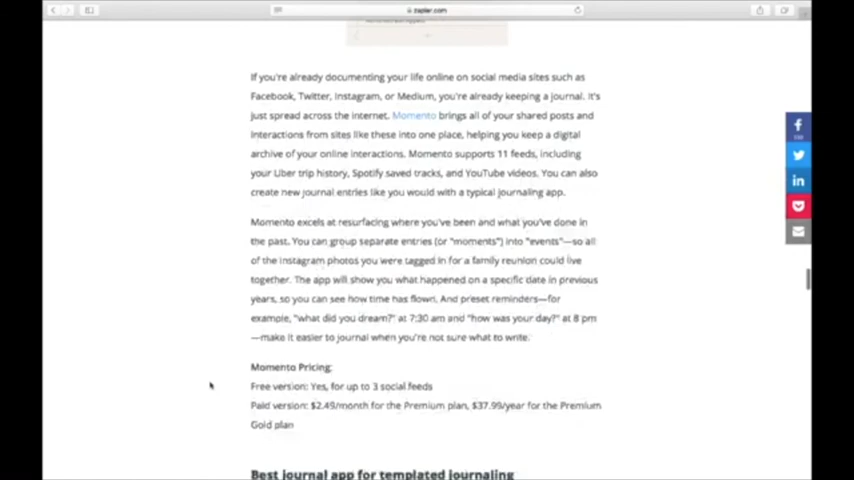 zapier.com
If you're already documenting your life online on social media sites such as
Facebook, Twitter, Instagram, or Medium, you're already keeping a journal. It's
just spread across the internet. Momento brings all of your shared posts and
interactions from sites like these into one place, helping you keep a digital
archive of your online interactions. Momento supports 11 feeds, including
your Uber trip history, Spotify saved tracks, and YouTube videos. You can also
create new journal entries like you would with a typical journaling app.
Momento excels at resurfacing where you've been and what you've done in
the past. You can group separate entries (or "moments") into "events"—so all
of the Instagram photos you were tagged in for a family reunion could live
together. The app will show you what happened on a specific date in previous
years, so you can see how time has flown. And preset reminders—for
example, "what did you dream?" at 7:30 am and "how was your day?" at 8 pm
—make it easier to journal when you're not sure what to write.
Momento Pricing:
Free version: Yes, for up to 3 social feeds
Paid version: $2.49/month for the Premium plan, $37.99/year for the Premium
Gold plan
Best journal app for templated journaling